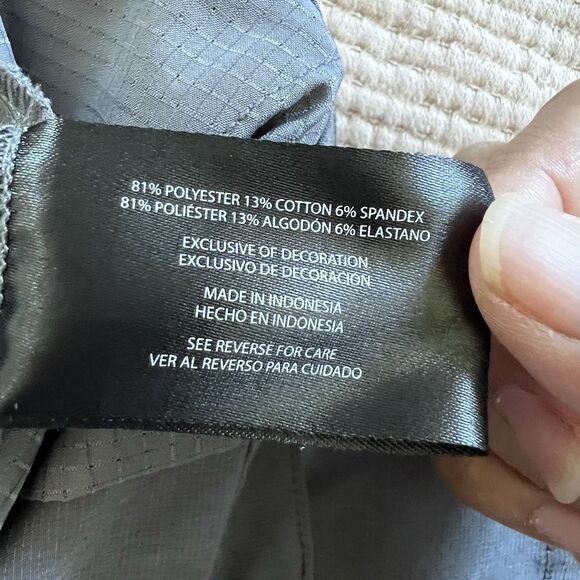 81% POLYESTER 13% COTTON 6% SPANDEX
81% POLIÉSTER 13% ALGODÓN 6% ELASTANO
EXCLUSIVE OF DECORATION
EXCLUSIVO DE DECORACIÓN
MADE IN INDONESIA
HECHO EN INDONESIA
SEE REVERSE FOR CARE
VER AL REVERSO PARA CUIDADO